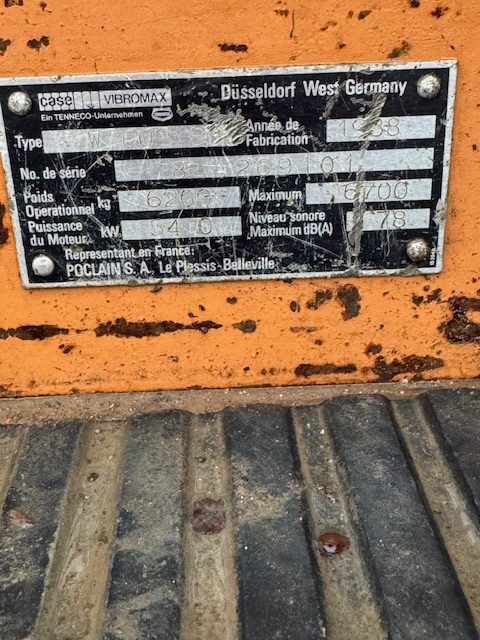 case VIBROMAX
Ein TENNECO-Unternehmen
Düsseldorf West Germany
Type W
Année de Fabrication 1988
No. de série
Poids Operationnel kg 6200
Maximum 6700
Puissance du Moteur kW 54 0
Niveau sonore Maximum dB(A) 78
Representant en France:
POCLAIN S.A. Le Plessis-Belleville